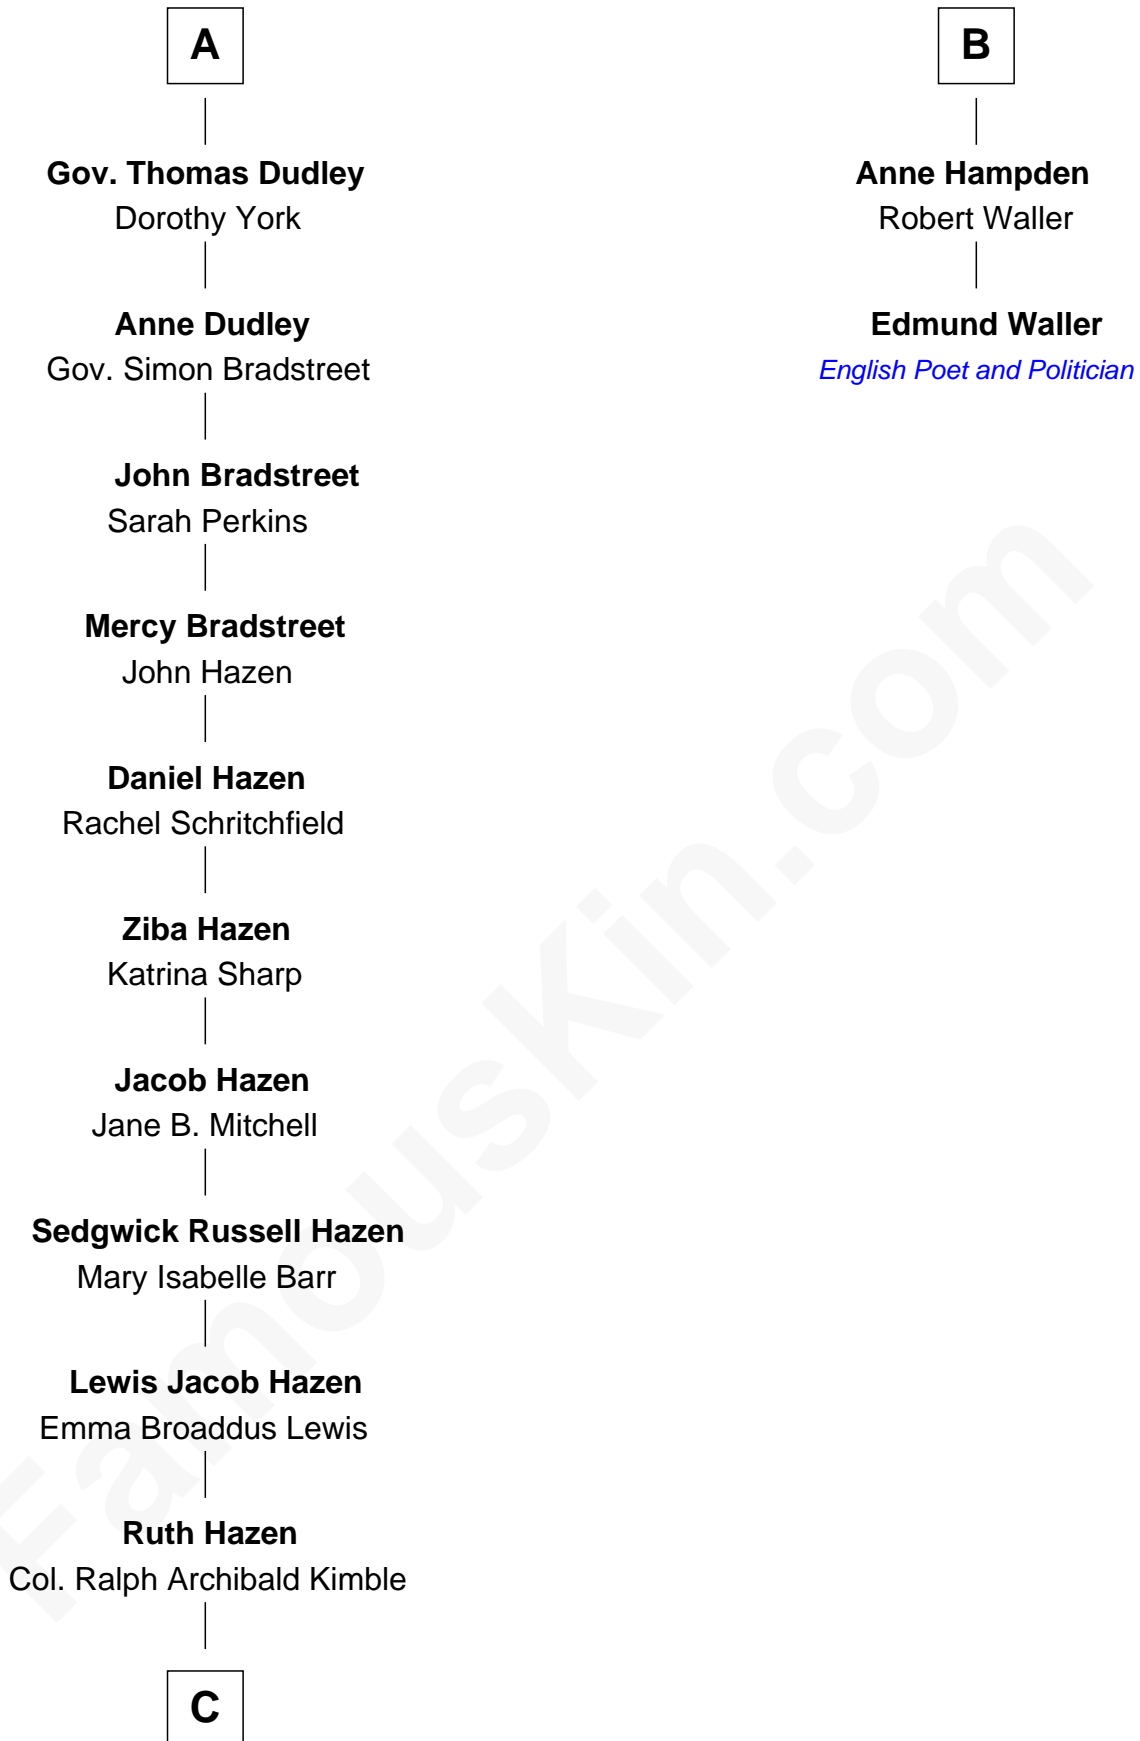 A
Gov. Thomas Dudley
Dorothy York
Anne Dudley
Gov. Simon Bradstreet
John Bradstreet
Sarah Perkins
Mercy Bradstreet
John Hazen
Daniel Hazen
Rachel Schritchfield
Ziba Hazen
Katrina Sharp
Jacob Hazen
Jane B. Mitchell
Sedgwick Russell Hazen
Mary Isabelle Barr
Lewis Jacob Hazen
Emma Broaddus Lewis
Ruth Hazen
Col. Ralph Archibald Kimble
C
B
Anne Hampden
Robert Waller
Edmund Waller
English Poet and Politician
FamousKin.com